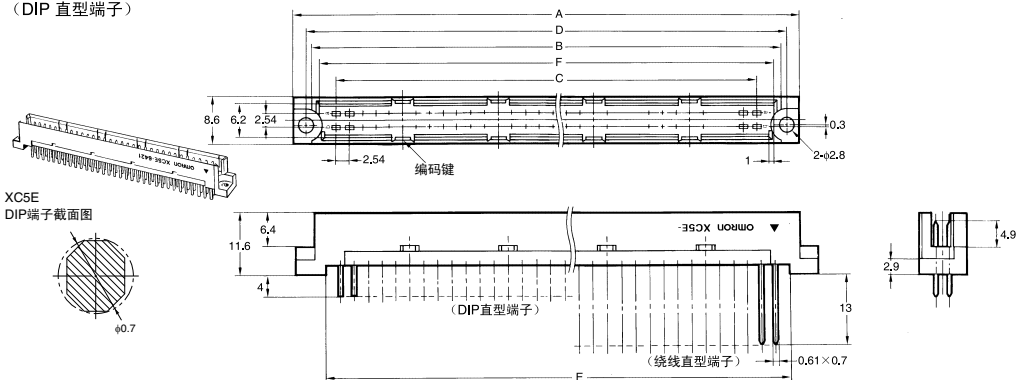 （DIP 直型端子）
A
D
B
F
C
8.6
6.2
2.54
2.54
编码键
1
0.3
2-φ2.8
omron XC5E-6421
XC5E
DIP端子截面图
φ0.7
11.6
6.4
4
omron XC5E-
（DIP直型端子）
（绕线直型端子）
13
0.61×0.7
E
4.9
2.9